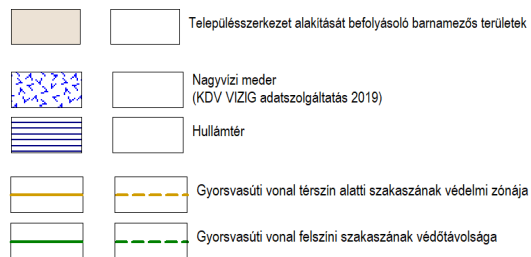 Településszerkezet alakítását befolyásoló barnamezős területek
Nagyvízi meder
(KDV VIZIG adatszolgáltatás 2019)
Hullámtér
Gyorsvasúti vonal térszín alatti szakaszának védelmi zónája
Gyorsvasúti vonal felszíni szakaszának védőtávolsága